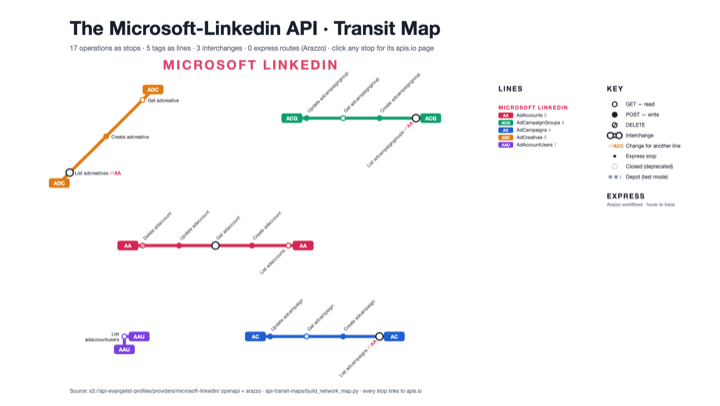 The Microsoft-Linkedin API · Transit Map
17 operations as stops · 5 tags as lines · 3 interchanges · 0 express routes (Arazzo) · click any stop for its apis.io page
MICROSOFT LINKEDIN
ADC
Get adcreative
Create adcreative
List adcreatives ↔AA
ADC
ACG
Update adcampaigngroup
Get adcampaigngroup
Create adcampaigngroup
List adcampaigngroups ↔AA
ACG
AA
Delete adaccount
Update adaccount
Get adaccount
Create adaccount
List adaccounts
AA
List
adaccountusers
AAU
AAU
AC
Update adcampaign
Get adcampaign
Create adcampaign
List adcampaigns ↔AA
AC
LINES
MICROSOFT LINKEDIN
AA AdAccounts 5
ACG AdCampaignGroups 4
AC AdCampaigns 4
ADC AdCreatives 3
AAU AdAccountUsers 1
KEY
GET — read
POST — write
DELETE
Interchange
↔ADC Change for another line
Express stop
Closed (deprecated)
Depot (test mode)
EXPRESS
Arazzo workflows · hover to trace
Source: s3://api-evangelist-profiles/providers/microsoft-linkedin/ openapi + arazzo · api-transit-maps/build_network_map.py · every stop links to apis.io